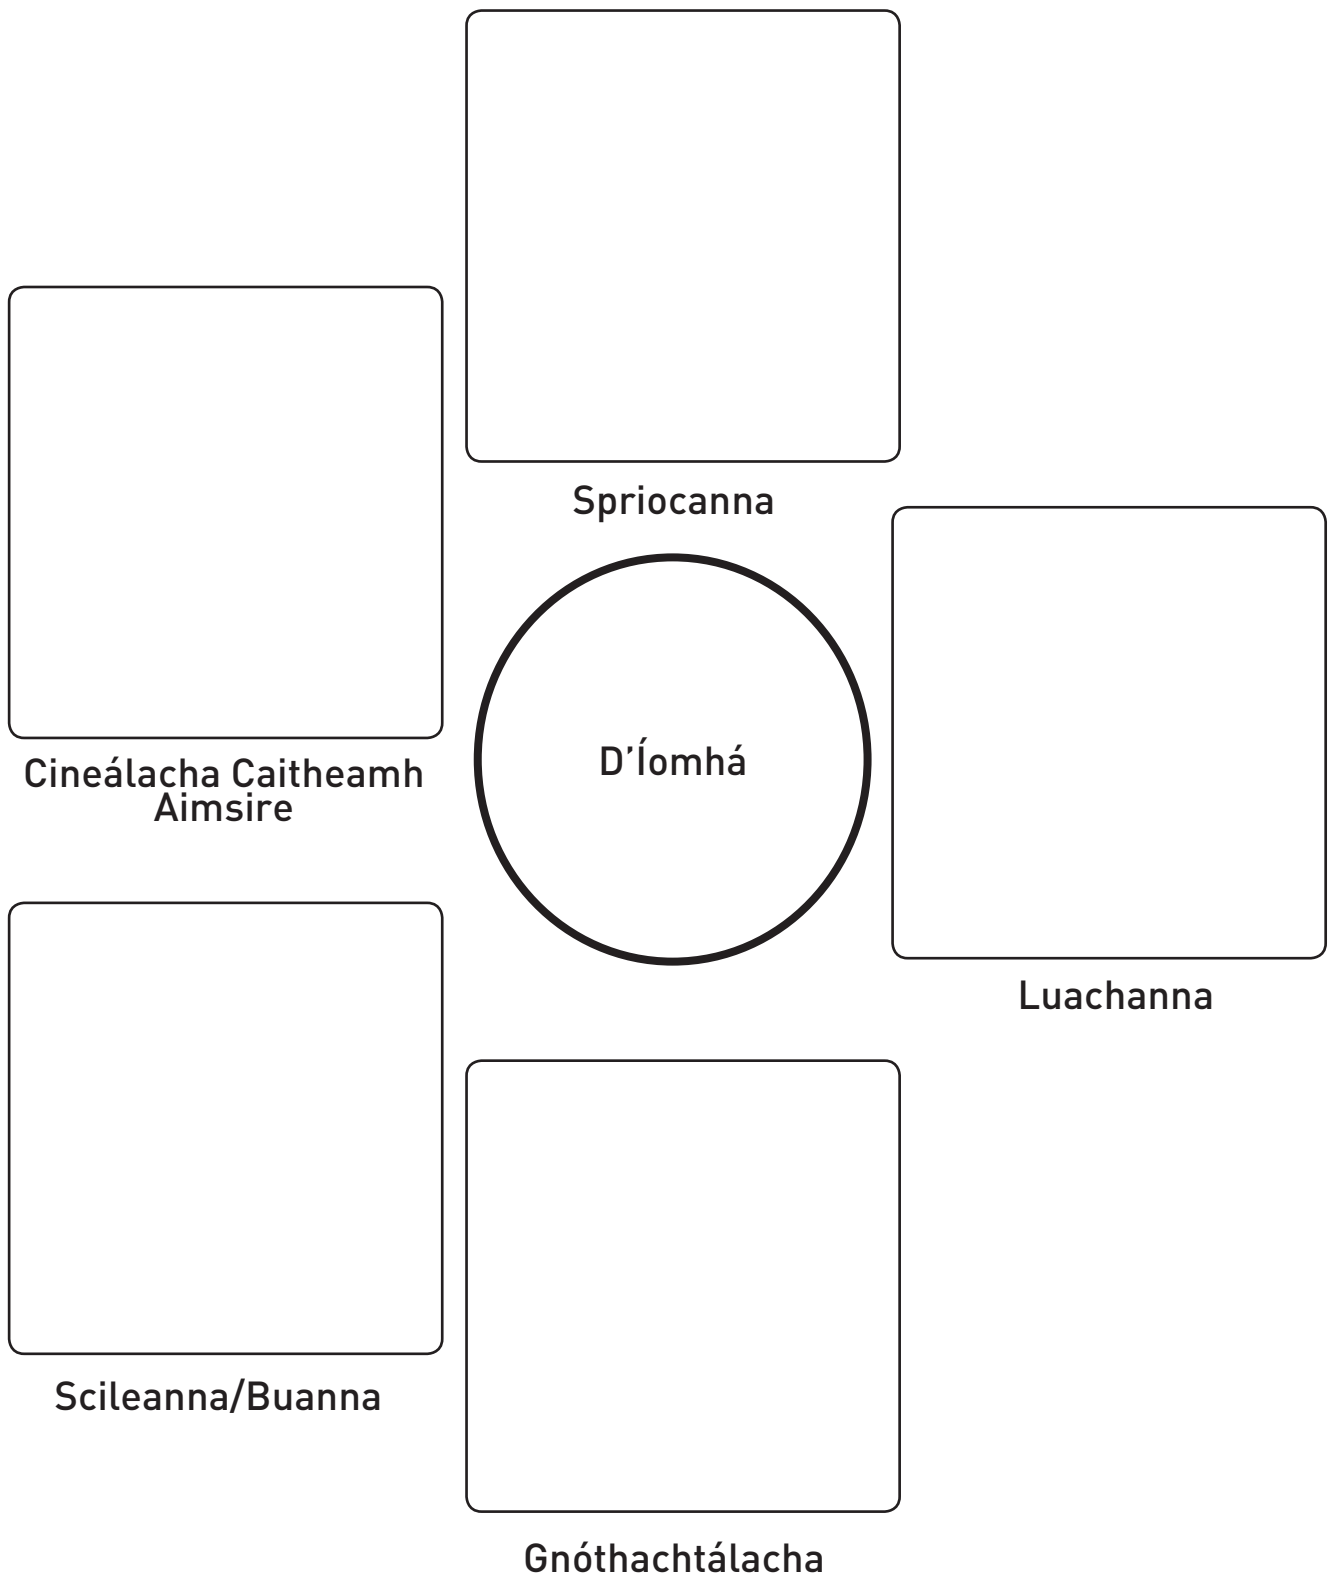 Spriocanna
D'Íomhá
Cineálacha Caitheamh
Aimsire
Luachanna
Scileanna/Buanna
Gnóthachtálacha